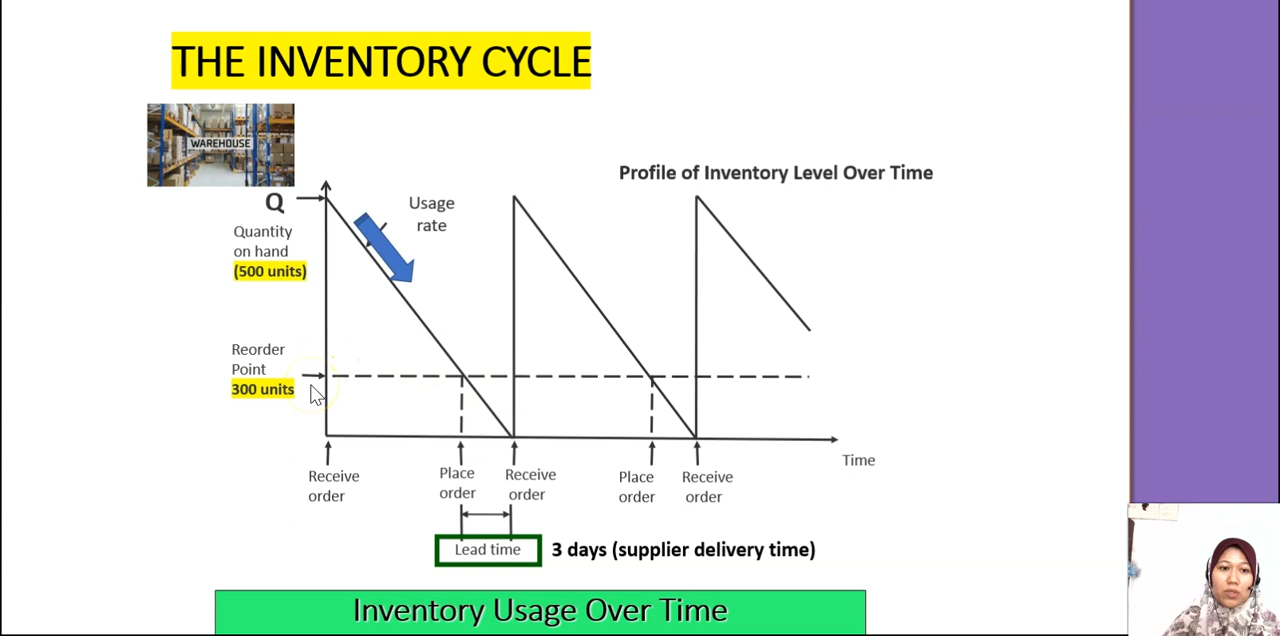 THE INVENTORY CYCLE
WAREHOUSE
Profile of Inventory Level Over Time
Q
Usage
rate
Quantity
on hand
(500 units)
Reorder
Point
300 units
Time
Receive
order
Place
order
Receive
order
Place
order
Receive
order
Lead time
3 days (supplier delivery time)
Inventory Usage Over Time